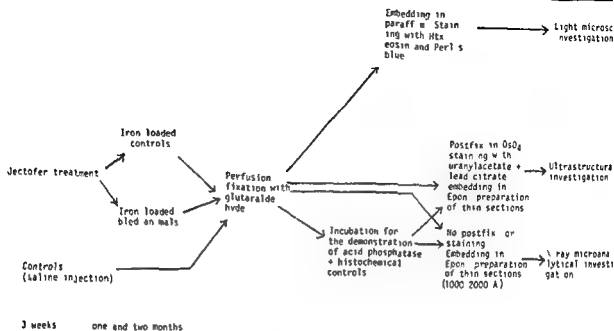 Embedding in
paraff n Stain
ing with Htx
eosin and Perl s
blue
Light microsc
investigation
Iron loaded
controls
Jectofer treatment
Iron loaded
bled an mals
Perfusion
fixation with
glutaralde
hyde
Postfix in OsO4
stain ng w th
uranylacetate +
lead citrate
embedding in
Epon preparation
of thin sections
Ultrastructural
investigation
Incubation for
the demonstration
of acid phosphatase
+ histochemical
controls
No postfix or
staining
Embedding in
Epon preparation
of thin sections
(1000 2000 A)
\ ray microana
lytical investi
gat on
Controls
(saline injection)
3 weeks one and two months